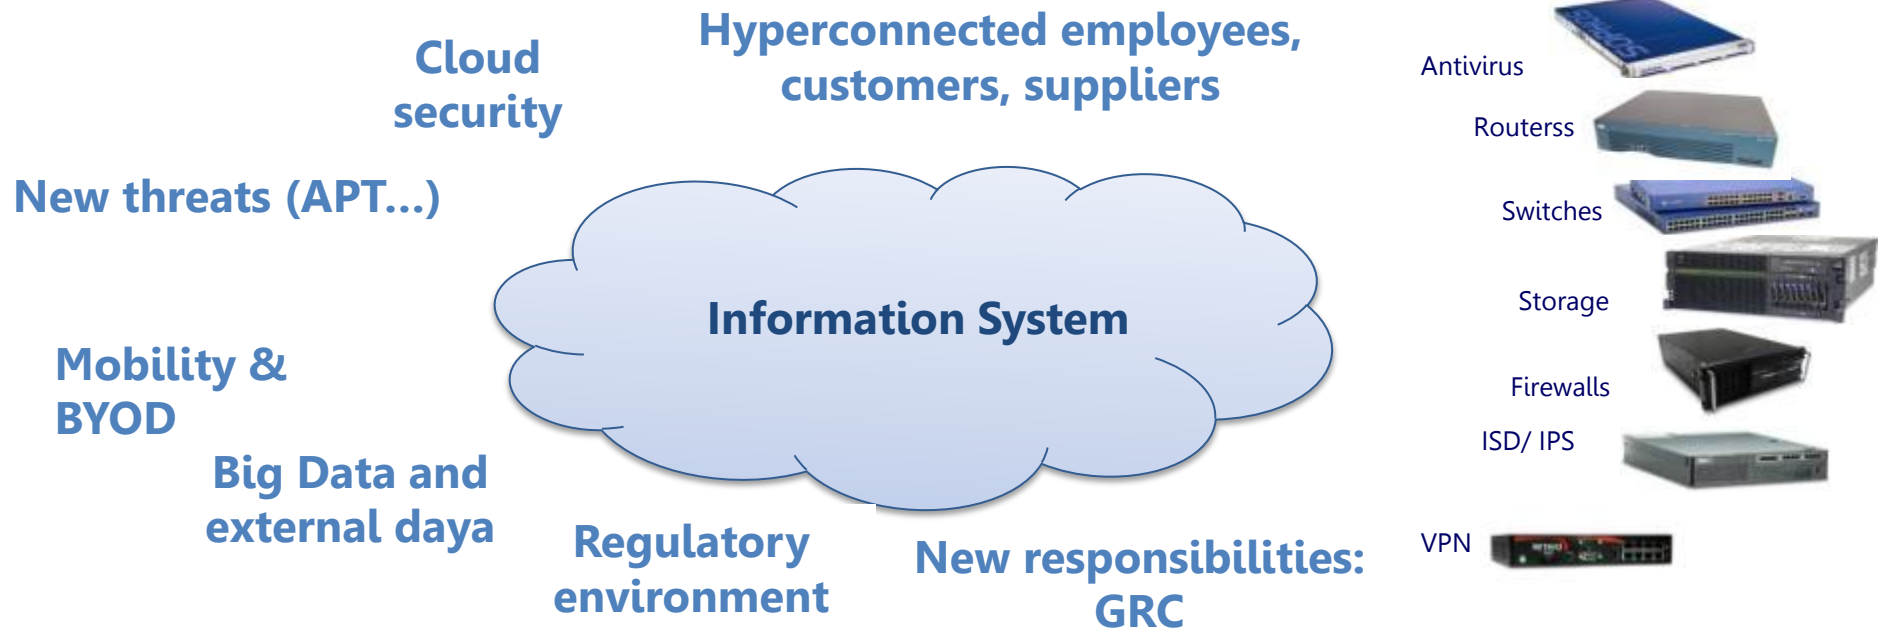 Cloud
security
Hyperconnected employees,
customers, suppliers
New threats (APT...)
Information System
Mobility &
BYOD
Big Data and
external daya
Regulatory
environment
New responsibilities:
GRC
Antivirus
SOPHOS
Routerss
Switches
Storage
Firewalls
ISD/ IPS
VPN